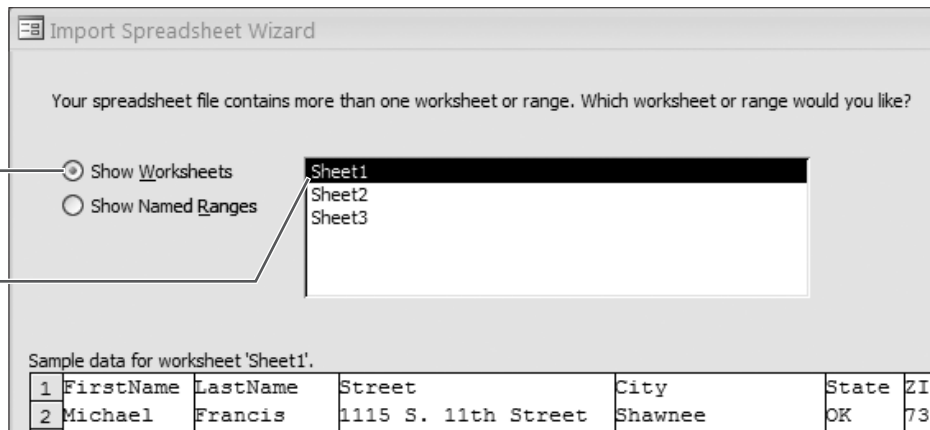 Import Spreadsheet Wizard
Your spreadsheet file contains more than one worksheet or range. Which worksheet or range would you like?
Show Worksheets
Show Named Ranges
Sheet1
Sheet2
Sheet3
Sample data for worksheet 'Sheet1'.
1 FirstName LastName Street City State ZI
2 Michael Francis 1115 S. 11th Street Shawnee OK 73